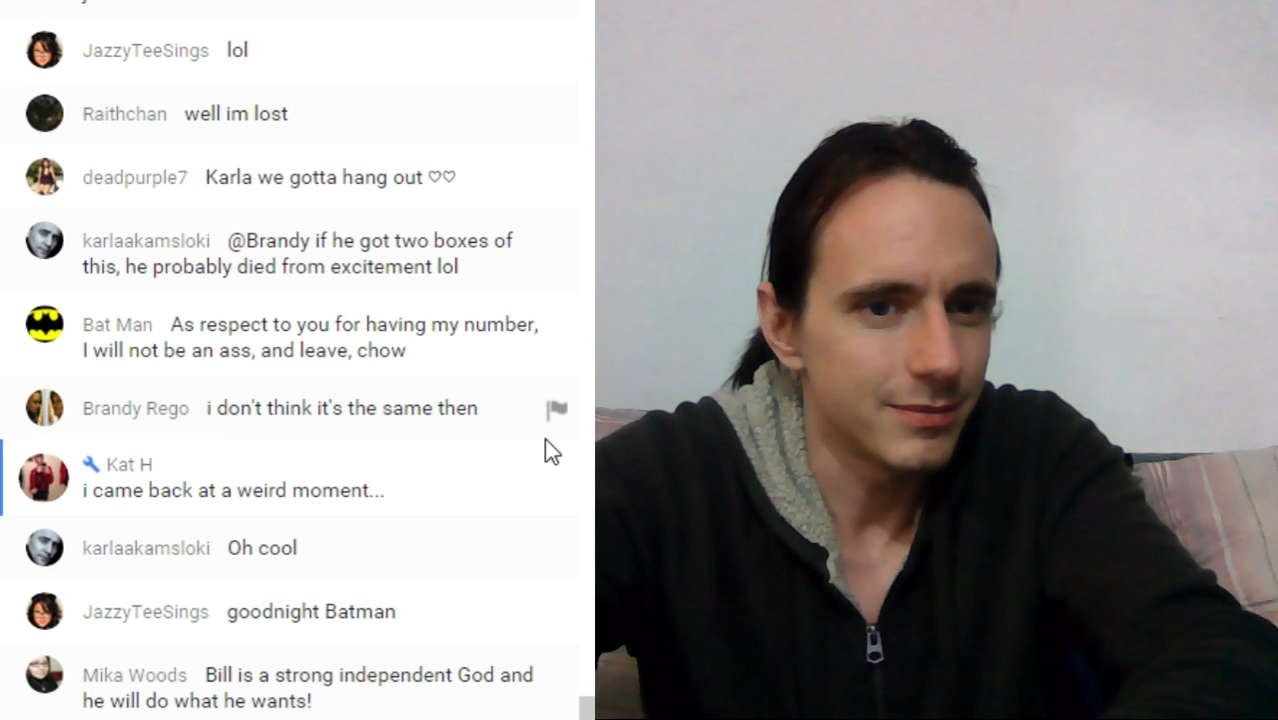 JazzyTeeSings lol
Raithchan well im lost
deadpurple7 Karla we gotta hang out ♡♡
karlaakamsloki @Brandy if he got two boxes of
this, he probably died from excitement lol
Bat Man As respect to you for having my number,
I will not be an ass, and leave, chow
Brandy Rego i don't think it's the same then
Kat H
i came back at a weird moment...
karlaakamsloki Oh cool
JazzyTeeSings goodnight Batman
Mika Woods Bill is a strong independent God and
he will do what he wants!